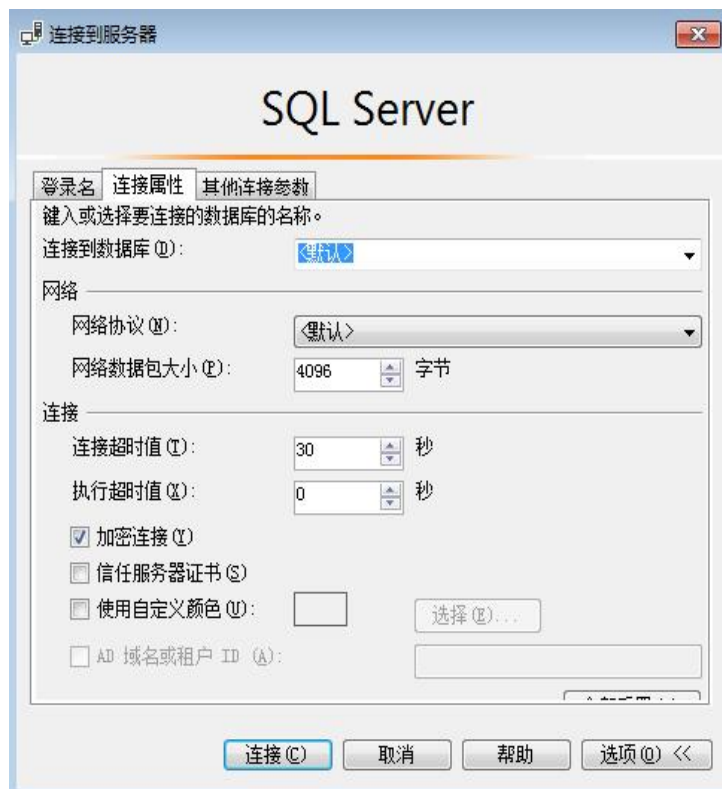 连接到服务器
SQL Server
登录名 连接属性 其他连接参数
键入或选择要连接的数据库的名称。
连接到数据库(D): <默认>
网络
网络协议(N): <默认>
网络数据包大小(P): 4096 字节
连接
连接超时值(T): 30 秒
执行超时值(X): 0 秒
加密连接(Y)
信任服务器证书(S)
使用自定义颜色(U): 选择(E)...
AD 域名或租户 ID (A):
连接(C) 取消 帮助 选项(O) <<